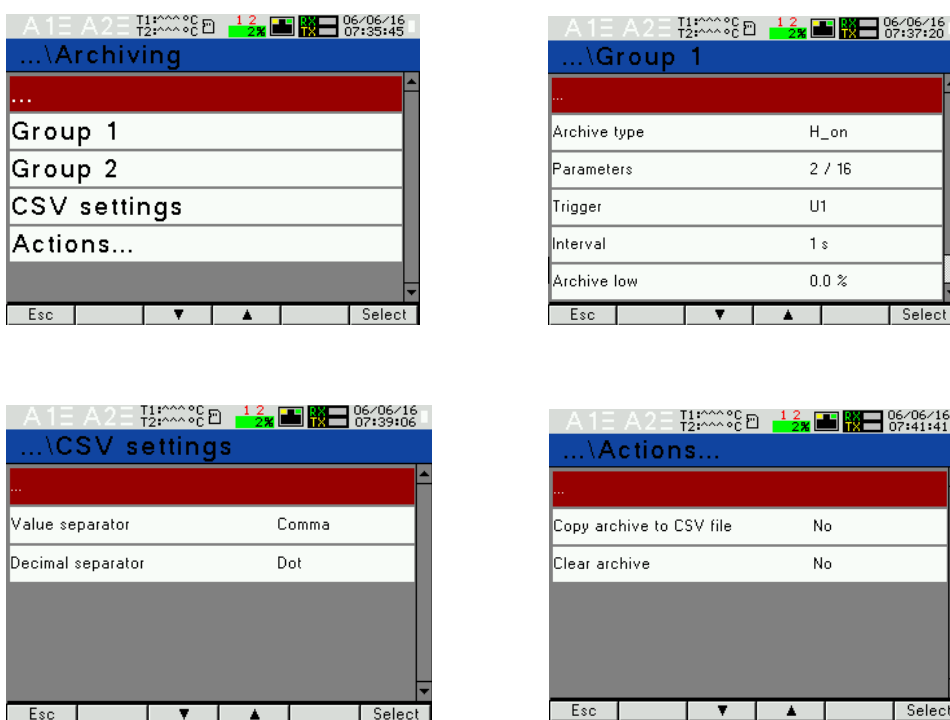 A1 A2 T1:^^^°C 1 2 06/06/16
T2:^^^°C 2% RX TX 07:35:45
...\Archiving
...
Group 1
Group 2
CSV settings
Actions...
Esc ▼ ▲ Select
A1 A2 T1:^^^°C 1 2 06/06/16
T2:^^^°C 2% RX TX 07:37:20
...\Group 1
...
Archive type H_on
Parameters 2 / 16
Trigger U1
Interval 1 s
Archive low 0.0 %
Esc ▼ ▲ Select
A1 A2 T1:^^^°C 1 2 06/06/16
T2:^^^°C 2% RX TX 07:39:06
...\CSV settings
...
Value separator Comma
Decimal separator Dot
Esc ▼ ▲ Select
A1 A2 T1:^^^°C 1 2 06/06/16
T2:^^^°C 2% RX TX 07:41:41
...\Actions...
...
Copy archive to CSV file No
Clear archive No
Esc ▼ ▲ Select